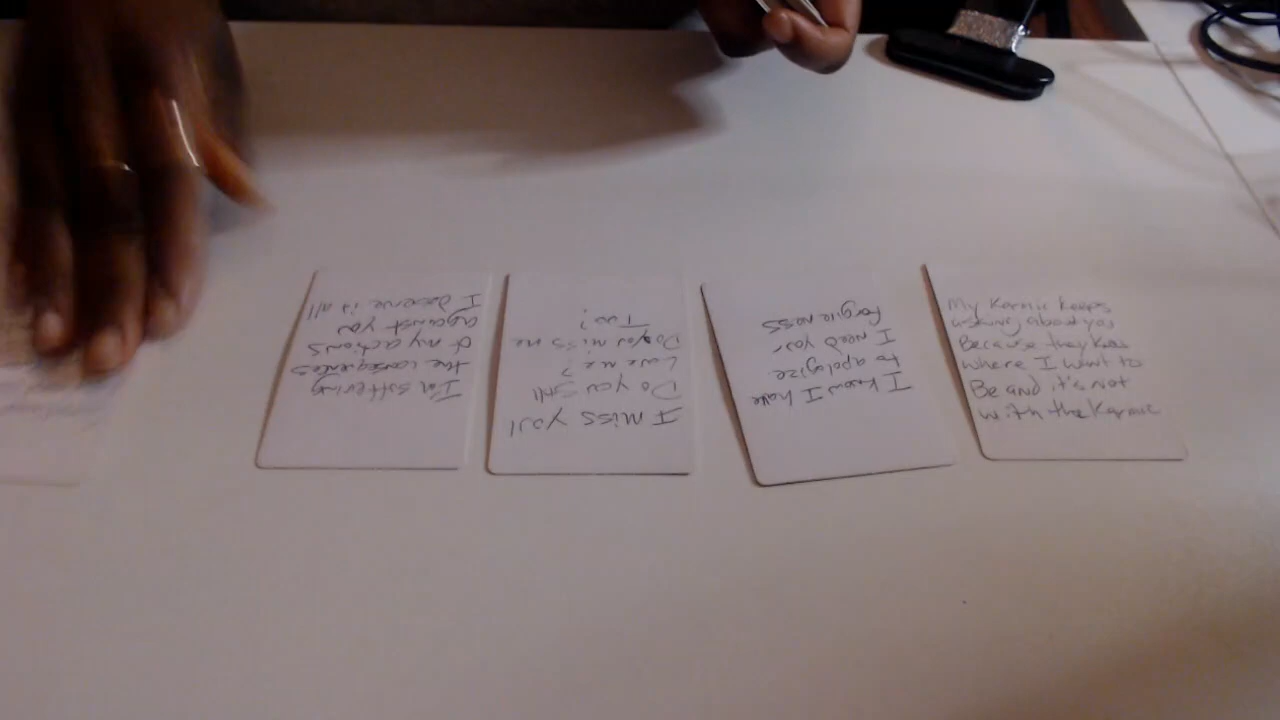 I'm suffering
the consequences
of my actions
against you
I deserve it all
I miss you!
Do you still
Love me?
Do you miss me
Too?
I know I have
to apologize
I need your
forgiveness
My Karmic keeps
asking about you
Because they know
where I want to
Be and it's not
with the Karmic